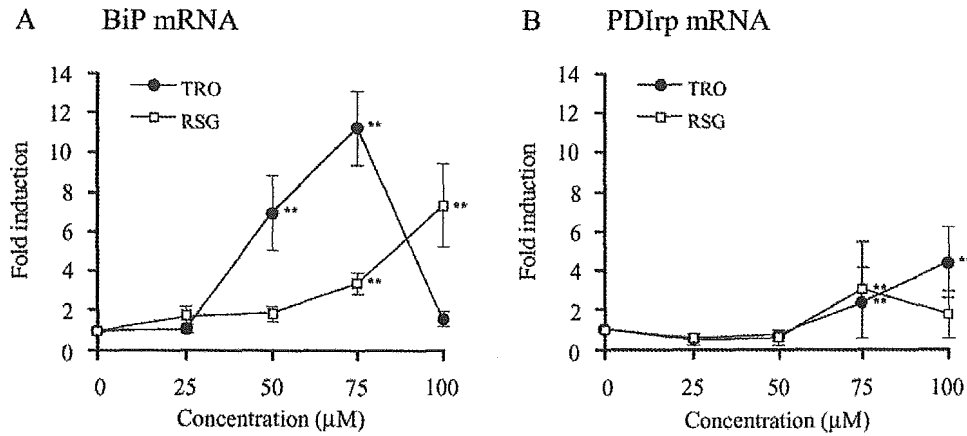 A BiP mRNA
14
12
10
8
6
4
2
0
Fold induction
TRO
RSG
**
**
**
**
0 25 50 75 100
Concentration (µM)
B PDIrp mRNA
14
12
10
8
6
4
2
0
Fold induction
TRO
RSG
**
**
**
0 25 50 75 100
Concentration (µM)